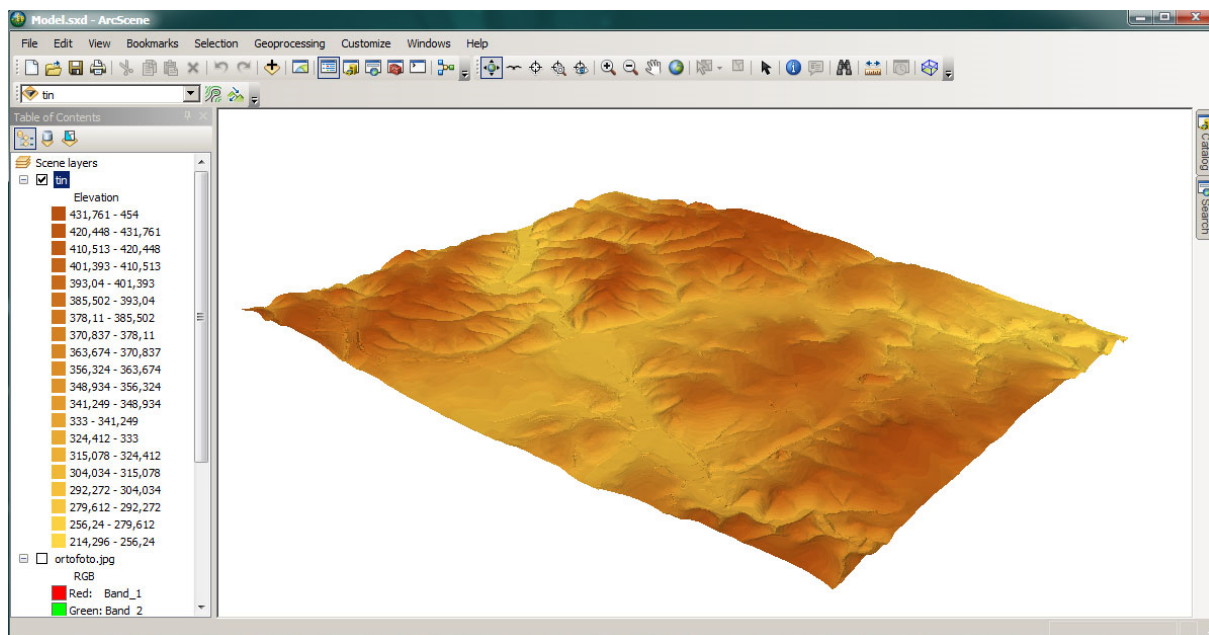 Model.sxd - ArcScene
File Edit View Bookmarks Selection Geoprocessing Customize Windows Help
tin
Table of Contents
Scene layers
tin
Elevation
431,761 - 454
420,448 - 431,761
410,513 - 420,448
401,393 - 410,513
393,04 - 401,393
385,502 - 393,04
378,11 - 385,502
370,837 - 378,11
363,674 - 370,837
356,324 - 363,674
348,934 - 356,324
341,249 - 348,934
333 - 341,249
324,412 - 333
315,078 - 324,412
304,034 - 315,078
292,272 - 304,034
279,612 - 292,272
256,24 - 279,612
214,296 - 256,24
ortofoto.jpg
RGB
Red: Band_1
Green: Band_2
Catalog
Search